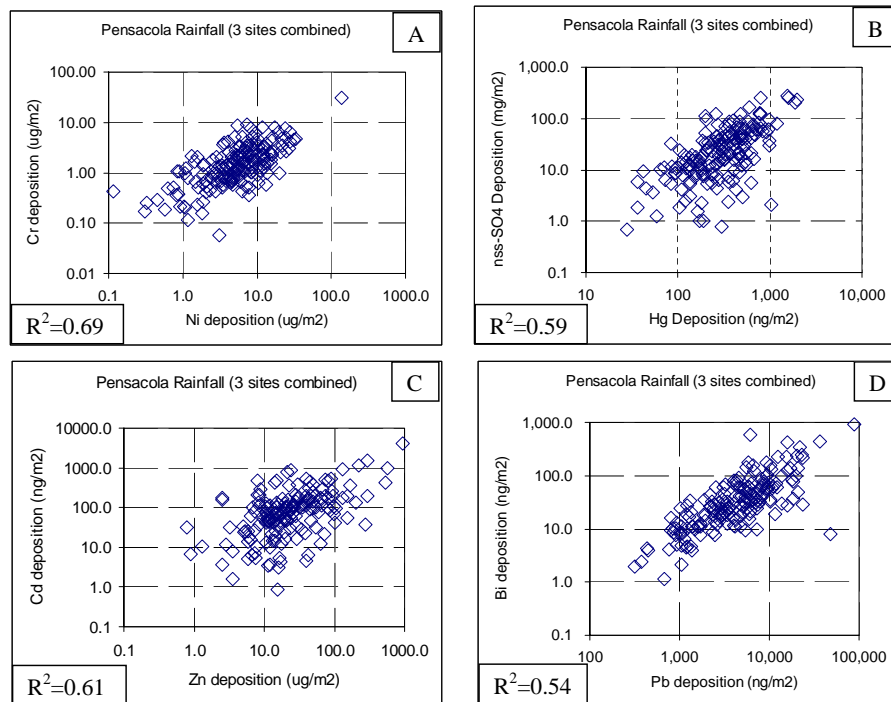 Pensacola Rainfall (3 sites combined)
A
Cr deposition (ug/m2)
100.00
10.00
1.00
0.10
0.01
0.1
1.0
10.0
100.0
1000.0
Ni deposition (ug/m2)
R²=0.69
Pensacola Rainfall (3 sites combined)
B
nss-SO4 Deposition (mg/m2)
1,000.0
100.0
10.0
1.0
0.1
10
100
1,000
10,000
Hg Deposition (ng/m2)
R²=0.59
Pensacola Rainfall (3 sites combined)
C
Cd deposition (ng/m2)
10000.0
1000.0
100.0
10.0
1.0
0.1
0.1
1.0
10.0
100.0
1000.0
Zn deposition (ug/m2)
R²=0.61
Pensacola Rainfall (3 sites combined)
D
Bi deposition (ng/m2)
1,000.0
100.0
10.0
1.0
0.1
100
1,000
10,000
100,000
Pb deposition (ng/m2)
R²=0.54